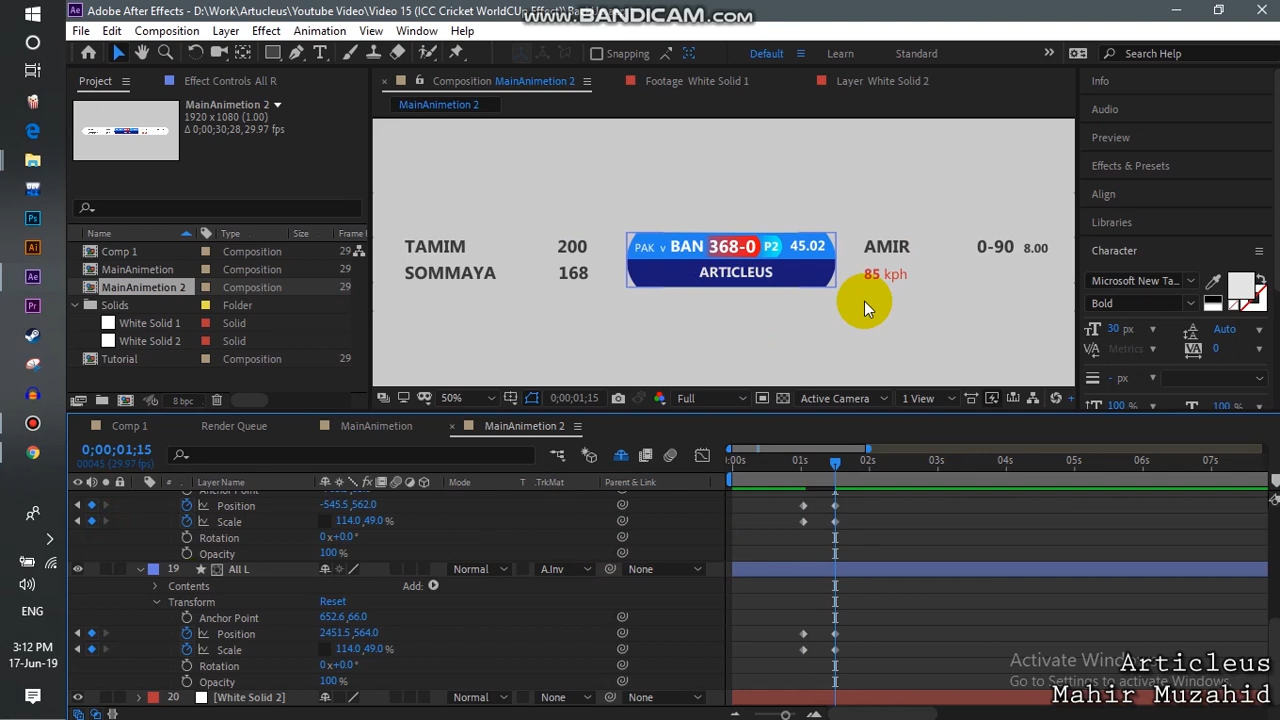 Adobe After Effects - D:\Work\Artucleus\Youtube Video\Video 15 (ICC Cricket WorldCUp Effect)\
www.BANDICAM.com
File Edit Composition Layer Effect Animation View Window Help
Snapping Default Learn Standard Search Help
Project Effect Controls All R Composition MainAnimetion 2 Footage White Solid 1 Layer White Solid 2 Info
MainAnimetion 2
1920 x 1080 (1.00)
Δ 0;00;30;28, 29.97 fps
MainAnimetion 2
Audio
Preview
Effects & Presets
Align
Libraries
Character
Name Type Size Frame
Comp 1 Composition 29
MainAnimetion Composition 29
MainAnimetion 2 Composition 29
Solids Folder
White Solid 1 Solid
White Solid 2 Solid
Tutorial Composition 29
8 bpc
TAMIM 200 PAK v BAN 368-0 P2 45.02 AMIR 0-90 8.00
SOMMAYA 168 ARTICLEUS 85 kph
Microsoft New Ta...
Bold
30 px Auto
Metrics 0
- px
100 % 100 %
50% 0;00;01;15 Full Active Camera 1 View
Comp 1 Render Queue MainAnimetion MainAnimetion 2
0;00;01;15
00045 (29.97 fps)
:00s 01s 02s 03s 04s 05s 06s 07s
# Layer Name Mode T .TrkMat Parent & Link
Position -545.5,562.0
Scale 114.0,49.0 %
Rotation 0x+0.0°
Opacity 100 %
19 All L Normal A.Inv None
Contents Add:
Transform Reset
Anchor Point 652.6,66.0
Position 2451.5,564.0
Scale 114.0,49.0 %
Rotation 0x+0.0°
Opacity 100 %
20 [White Solid 2] Normal None None
ENG
3:12 PM
17-Jun-19
Activate Windows
Go to Settings to activate Windows.
Articleus
Mahir Muzahid